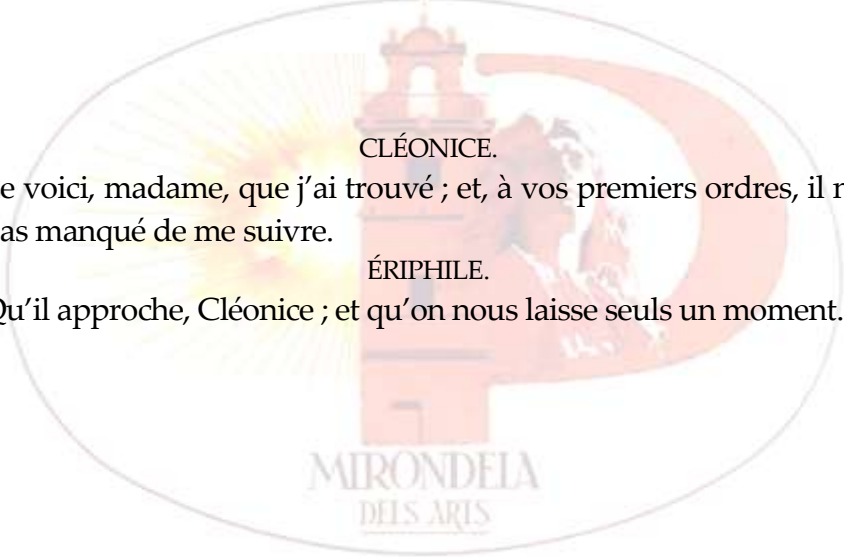 CLÉONICE.
e voici, madame, que j’ai trouvé ; et, à vos premiers ordres, il
as manqué de me suivre.
ÉRIPHILE.
Qu’il approche, Cléonice ; et qu’on nous laisse seuls un moment.
MIRONDELA
DELS ARTS